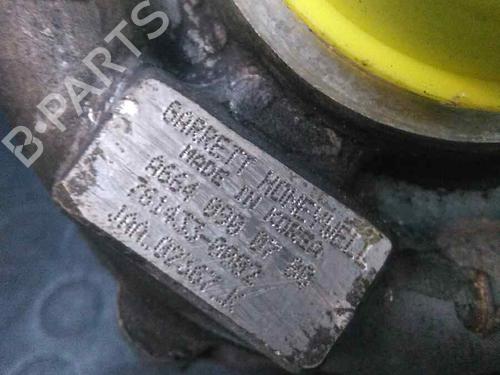 B-PARTS
GARRETT HONEYWELL
MADE IN KOREA
A664 090 07 80
761433-0002